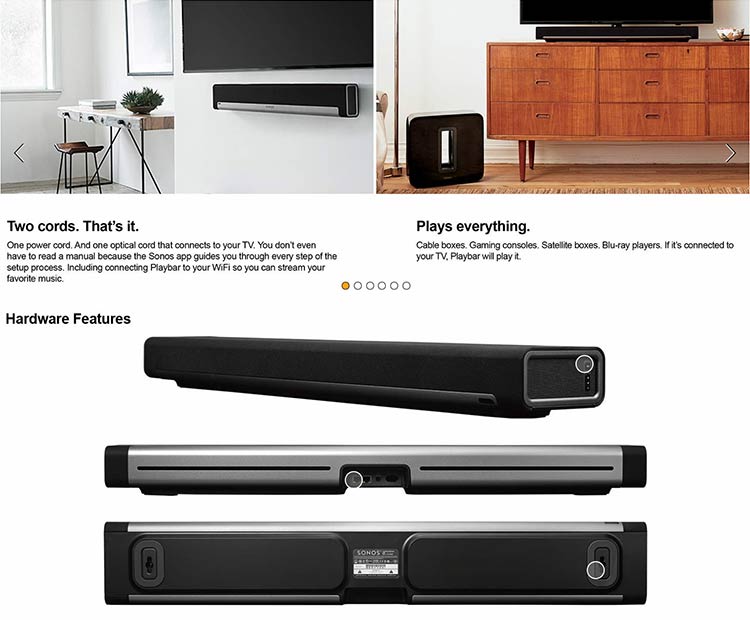 Two cords. That's it.
One power cord. And one optical cord that connects to your TV. You don't even
have to read a manual because the Sonos app guides you through every step of the
setup process. Including connecting Playbar to your WiFi so you can stream your
favorite music.
Plays everything.
Cable boxes. Gaming consoles. Satellite boxes. Blu-ray players. If it's connected to
your TV, Playbar will play it.
Hardware Features
SONOS